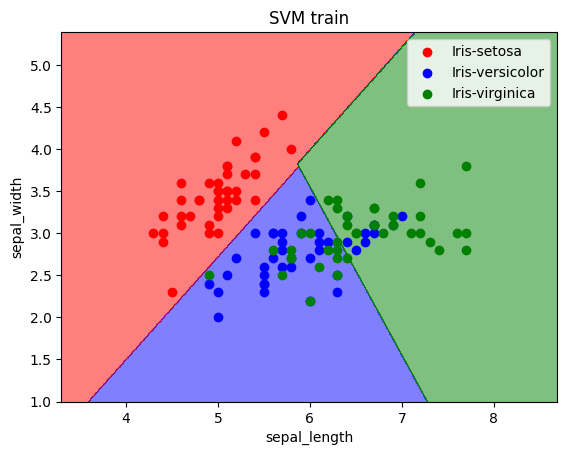 SVM train
Iris-setosa
Iris-versicolor
Iris-virginica
5.0
4.5
4.0
3.5
3.0
2.5
2.0
1.5
1.0
sepal_width
4 5 6 7 8
sepal_length